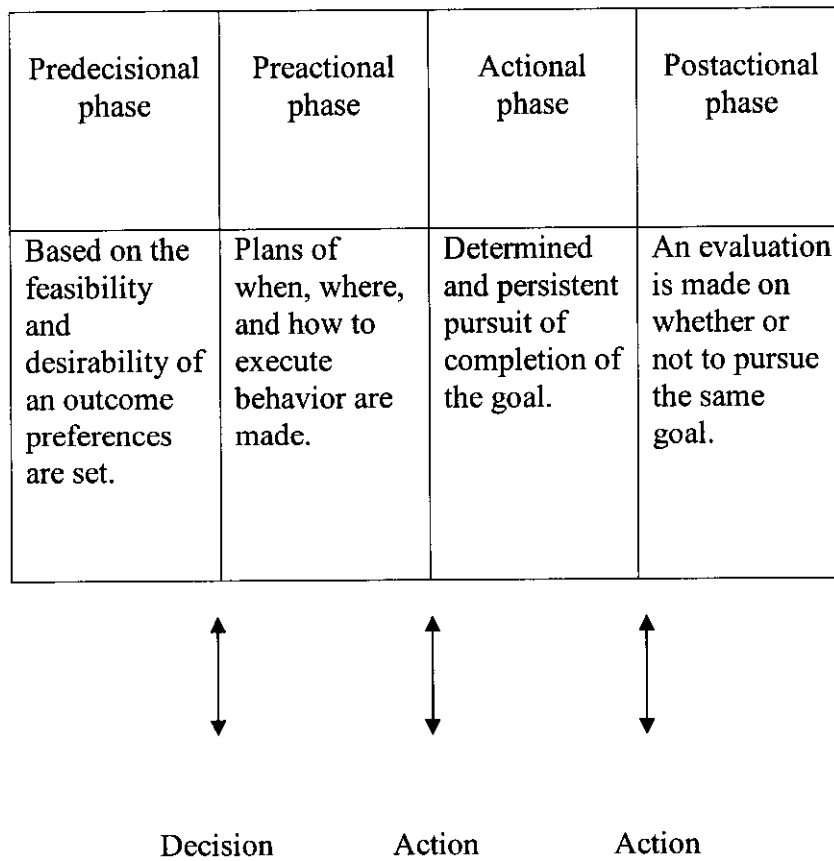 Predecisional
phase
Preactional
phase
Actional
phase
Postactional
phase
Based on the
feasibility
and
desirability of
an outcome
preferences
are set.
Plans of
when, where,
and how to
execute
behavior are
made.
Determined
and persistent
pursuit of
completion of
the goal.
An evaluation
is made on
whether or
not to pursue
the same
goal.
Decision
Action
Action